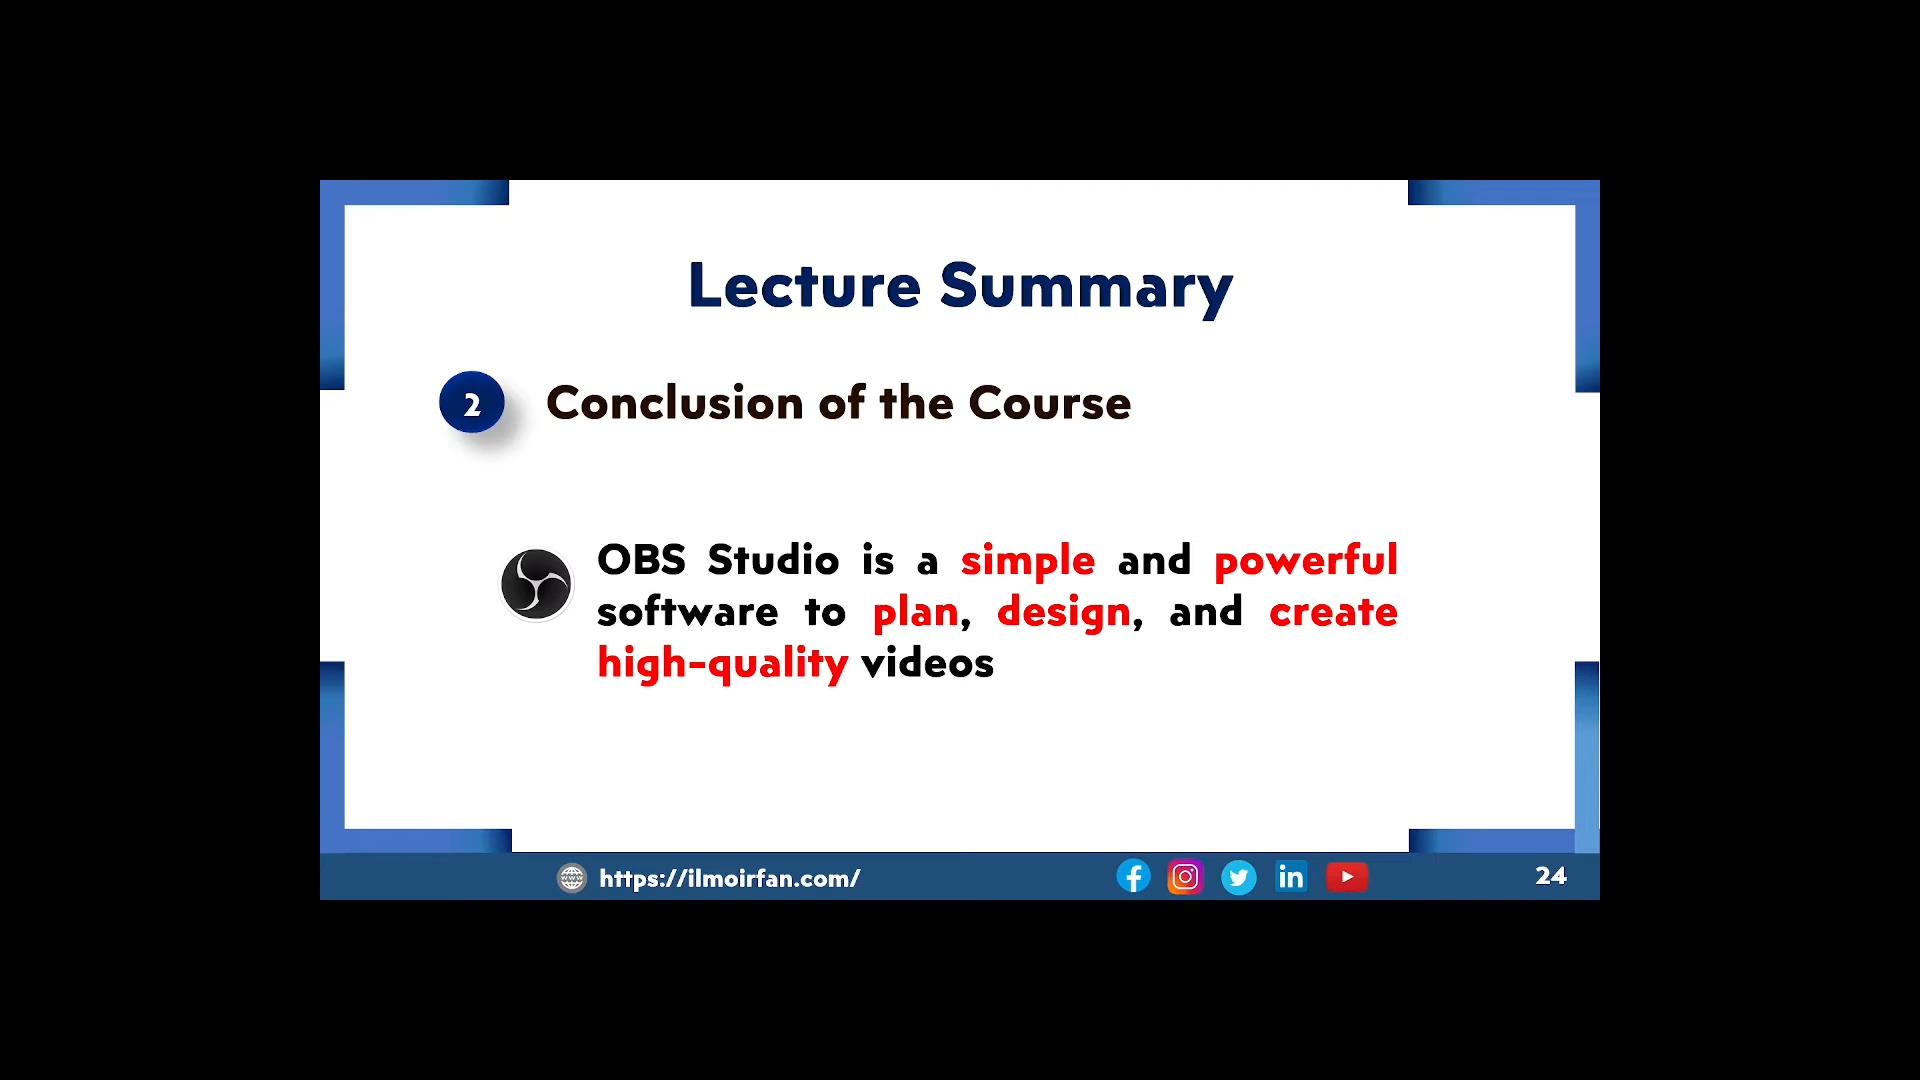 Lecture Summary
2 Conclusion of the Course
OBS Studio is a simple and powerful
software to plan, design, and create
high-quality videos
https://ilmoirfan.com/
24